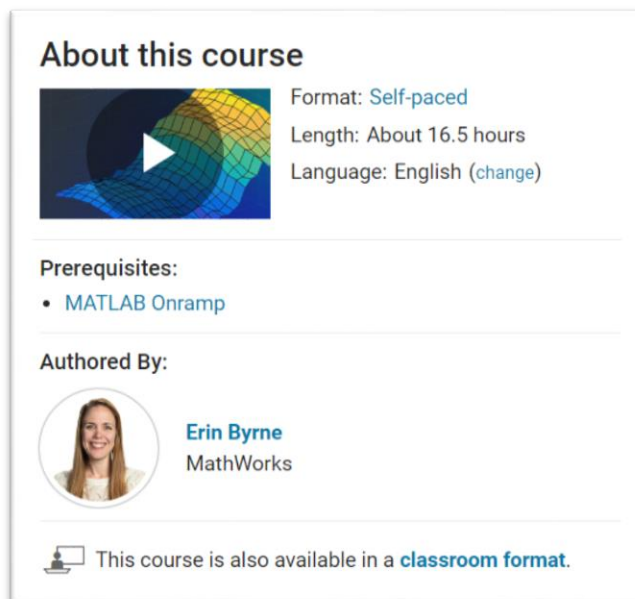 About this course
Format: Self-paced
Length: About 16.5 hours
Language: English (change)
Prerequisites:
• MATLAB Onramp
Authored By:
Erin Byrne
MathWorks
This course is also available in a classroom format.